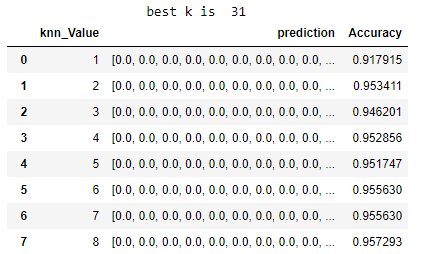 best k is 31
knn_Value prediction Accuracy
0 1 [0.0, 0.0, 0.0, 0.0, 0.0, 0.0, 0.0, 0.0, 0.0, ... 0.917915
1 2 [0.0, 0.0, 0.0, 0.0, 0.0, 0.0, 0.0, 0.0, 0.0, ... 0.953411
2 3 [0.0, 0.0, 0.0, 0.0, 0.0, 0.0, 0.0, 0.0, 0.0, ... 0.946201
3 4 [0.0, 0.0, 0.0, 0.0, 0.0, 0.0, 0.0, 0.0, 0.0, ... 0.952856
4 5 [0.0, 0.0, 0.0, 0.0, 0.0, 0.0, 0.0, 0.0, 0.0, ... 0.951747
5 6 [0.0, 0.0, 0.0, 0.0, 0.0, 0.0, 0.0, 0.0, 0.0, ... 0.955630
6 7 [0.0, 0.0, 0.0, 0.0, 0.0, 0.0, 0.0, 0.0, 0.0, ... 0.955630
7 8 [0.0, 0.0, 0.0, 0.0, 0.0, 0.0, 0.0, 0.0, 0.0, ... 0.957293